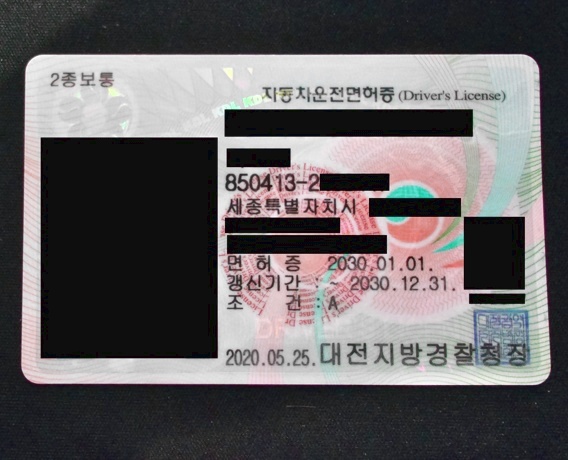 2종보통
자동차운전면허증 (Driver's License)
850413-2
세종특별자치시
면 허 증 2030.01.01.
갱신기간 : ~ 2030.12.31.
조 건 : A
2020.05.25. 대전지방경찰청장